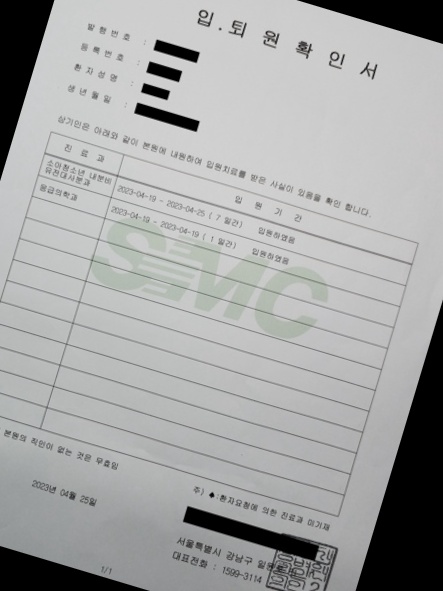 입.퇴 원 확 인 서
발 행 번 호 :
등 록 번 호 :
환 자 성 명 :
생 년 월 일 :
상기인은 아래와 같이 본원에 내원하여 입원치료를 받은 사실이 있음을 확인 합니다.
진 료 과 입 원 기 간
소아청소년 내분비 유전대사분과 2023-04-19 - 2023-04-25 ( 7 일간) 입원하였음
응급의학과 2023-04-19 - 2023-04-19 ( 1 일간) 입원하였음
SMC
본원의 직인이 없는 것은 무효임
주) ◆:환자요청에 의한 진료과 미기재
2023년 04월 25일
서울특별시 강남구 일원
대표전화 : 1599-3114
1/1